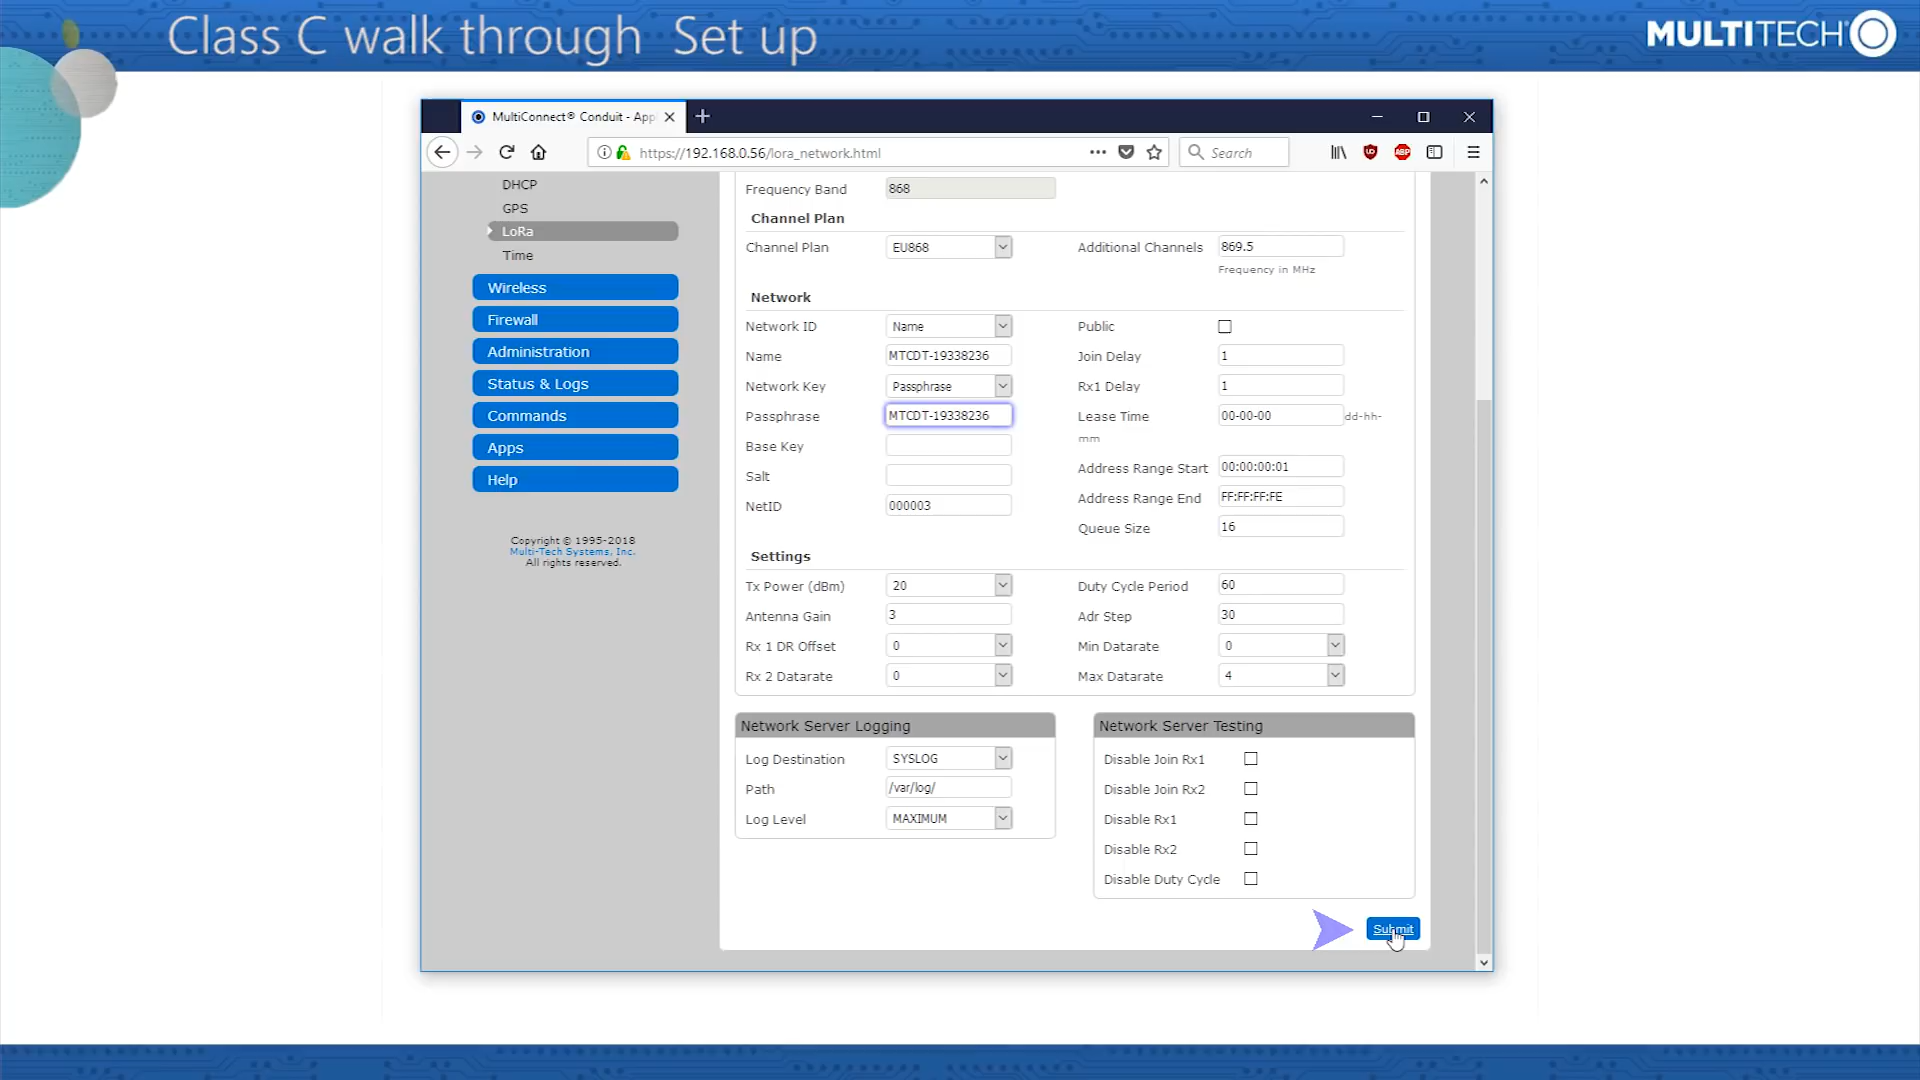 Class C walk through Set up
MULTITECH
MultiConnect® Conduit - App
https://192.168.0.56/lora_network.html
Search
DHCP
GPS
LoRa
Time
Wireless
Firewall
Administration
Status & Logs
Commands
Apps
Help
Copyright © 1995-2018
Multi-Tech Systems, Inc.
All rights reserved.
Frequency Band 868
Channel Plan
Channel Plan EU868 Additional Channels 869.5
Frequency in MHz
Network
Network ID Name Public
Name MTCDT-19338236 Join Delay 1
Network Key Passphrase Rx1 Delay 1
Passphrase MTCDT-19338236 Lease Time 00-00-00 dd-hh-
mm
Base Key
Salt Address Range Start 00:00:00:01
NetID 000003 Address Range End FF:FF:FF:FE
Queue Size 16
Settings
Tx Power (dBm) 20 Duty Cycle Period 60
Antenna Gain 3 Adr Step 30
Rx 1 DR Offset 0 Min Datarate 0
Rx 2 Datarate 0 Max Datarate 4
Network Server Logging
Log Destination SYSLOG
Path /var/log/
Log Level MAXIMUM
Network Server Testing
Disable Join Rx1
Disable Join Rx2
Disable Rx1
Disable Rx2
Disable Duty Cycle
Submit